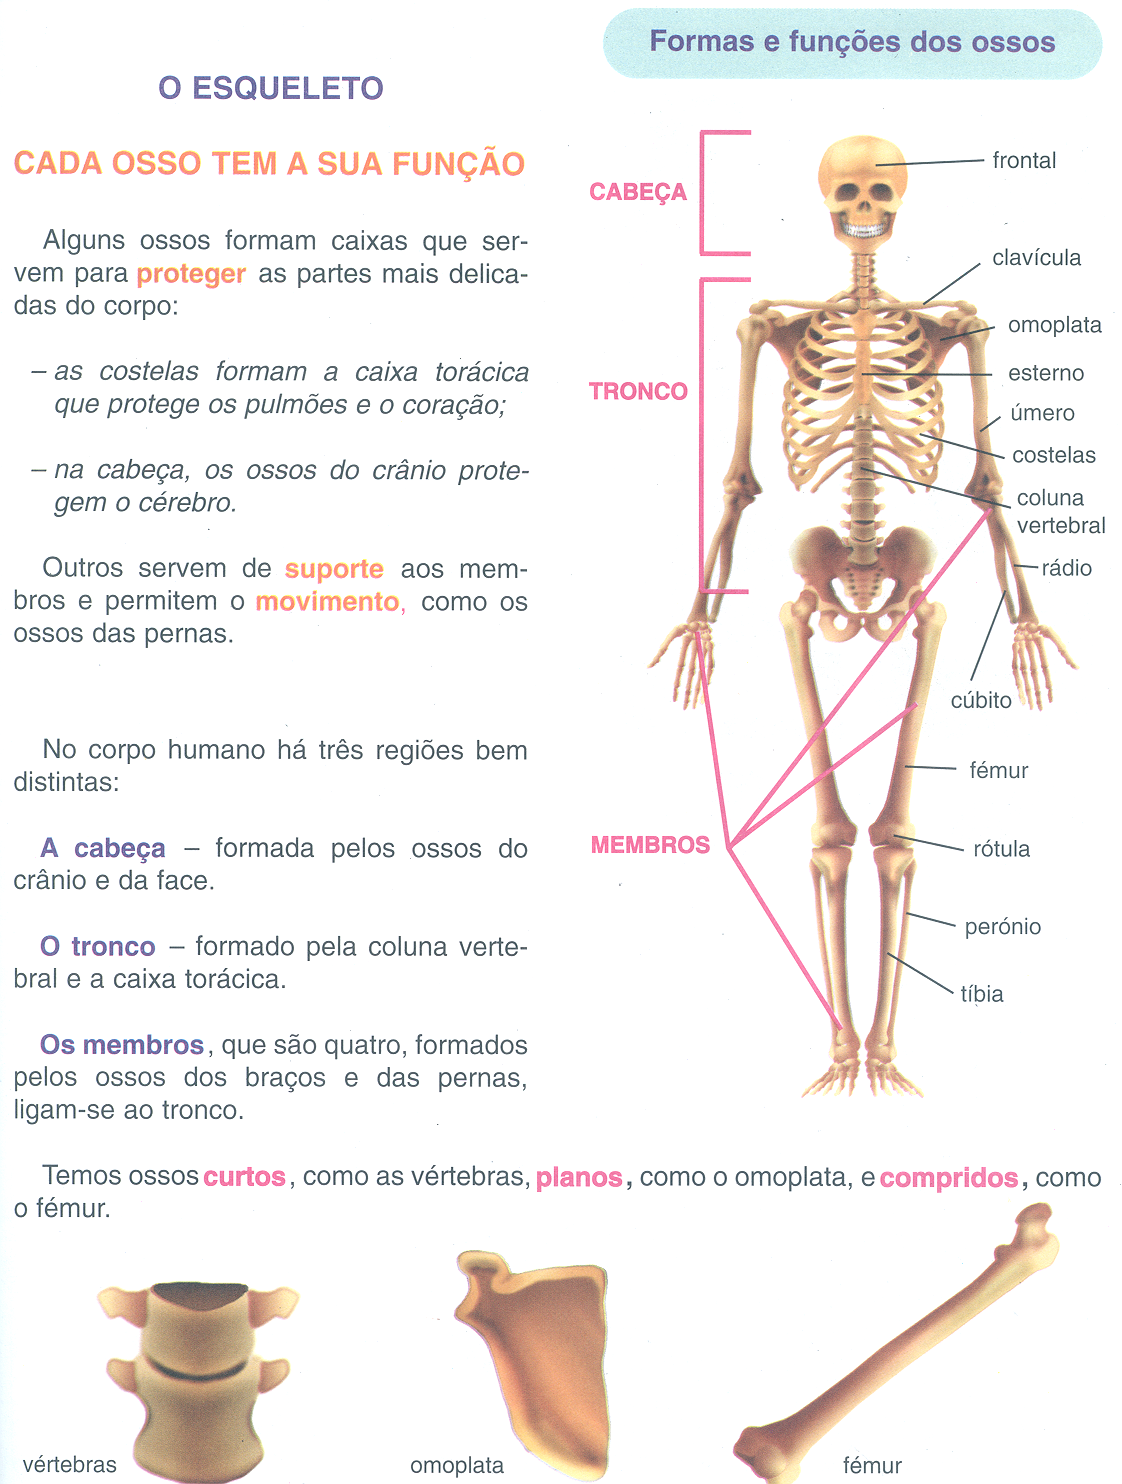 Formas e funções dos ossos
O ESQUELETO
CADA OSSO TEM A SUA FUNÇÃO
Alguns ossos formam caixas que ser-
vem para proteger as partes mais delica-
das do corpo:
– as costelas formam a caixa torácica
que protege os pulmões e o coração;
– na cabeça, os ossos do crânio prote-
gem o cérebro.
Outros servem de suporte aos mem-
bros e permitem o movimento, como os
ossos das pernas.
No corpo humano há três regiões bem
distintas:
A cabeça – formada pelos ossos do
crânio e da face.
O tronco – formado pela coluna verte-
bral e a caixa torácica.
Os membros, que são quatro, formados
pelos ossos dos braços e das pernas,
ligam-se ao tronco.
CABEÇA
TRONCO
MEMBROS
frontal
clavícula
omoplata
esterno
úmero
costelas
coluna
vertebral
rádio
cúbito
fémur
rótula
perónio
tíbia
Temos ossos curtos, como as vértebras, planos, como o omoplata, e compridos, como
o fémur.
vértebras
omoplata
fémur